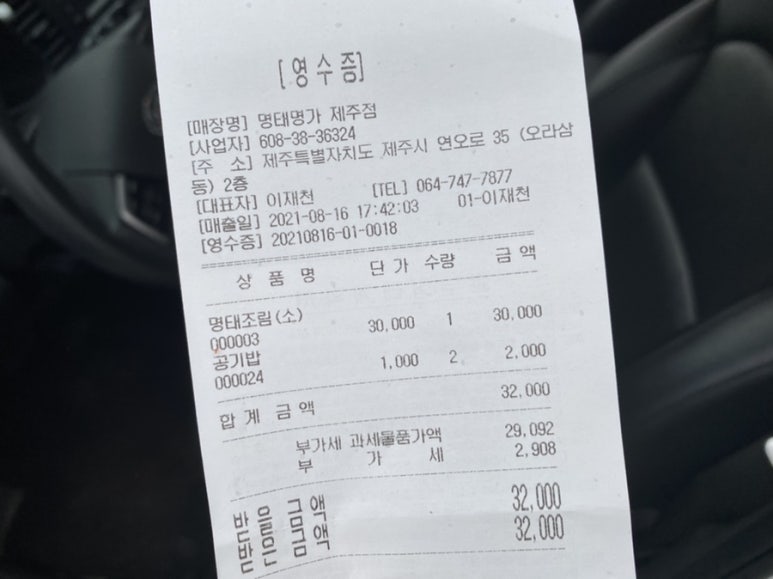 [영수증]
[매장명] 명태명가 제주점
[사업자] 608-38-36324
[주 소] 제주특별자치도 제주시 연오로 35 (오라삼
동) 2층
[대표자] 이재천 [TEL] 064-747-7877
[매출일] 2021-08-16 17:42:03 01-이재천
[영수증] 20210816-01-0018
상 품 명 단 가 수량 금 액
명태조림(소)
000003 30,000 1 30,000
공기밥
000024 1,000 2 2,000
합 계 금 액 32,000
부가세 과세물품가액 29,092
부 가 세 2,908
받 을 금 액 32,000
받 은 금 액 32,000